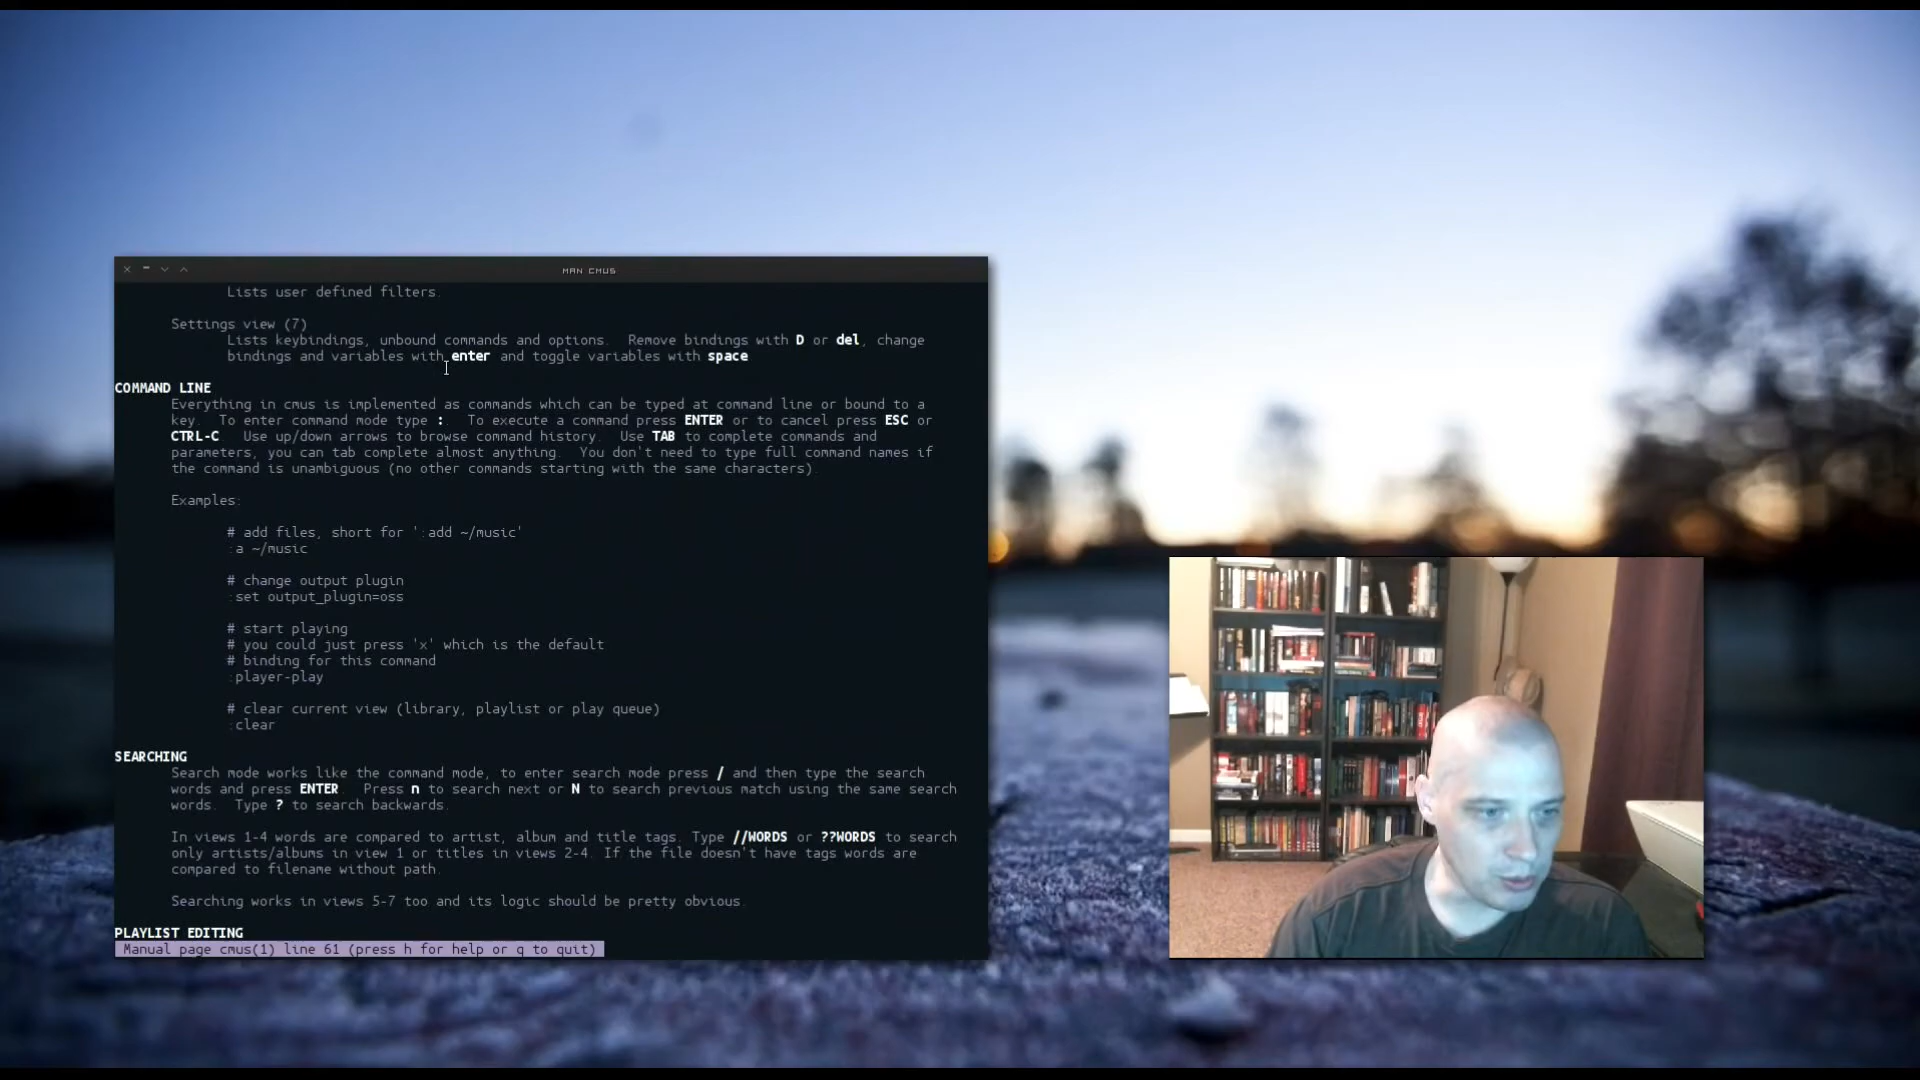 MAN CMUS
Lists user defined filters.
Settings view (7)
Lists keybindings, unbound commands and options.  Remove bindings with D or del, change
bindings and variables with enter and toggle variables with space
COMMAND LINE
Everything in cmus is implemented as commands which can be typed at command line or bound to a
key.  To enter command mode type :  To execute a command press ENTER or to cancel press ESC or
CTRL-C  Use up/down arrows to browse command history.  Use TAB to complete commands and
parameters, you can tab complete almost anything.  You don't need to type full command names if
the command is unambiguous (no other commands starting with the same characters).
Examples:
# add files, short for ':add ~/music'
:a ~/music
# change output plugin
:set output_plugin=oss
# start playing
# you could just press 'x' which is the default
# binding for this command
:player-play
# clear current view (library, playlist or play queue)
:clear
SEARCHING
Search mode works like the command mode, to enter search mode press / and then type the search
words and press ENTER.  Press n to search next or N to search previous match using the same search
words.  Type ? to search backwards.
In views 1-4 words are compared to artist, album and title tags. Type //WORDS or ??WORDS to search
only artists/albums in view 1 or titles in views 2-4. If the file doesn't have tags words are
compared to filename without path.
Searching works in views 5-7 too and its logic should be pretty obvious.
PLAYLIST EDITING
Manual page cmus(1) line 61 (press h for help or q to quit)